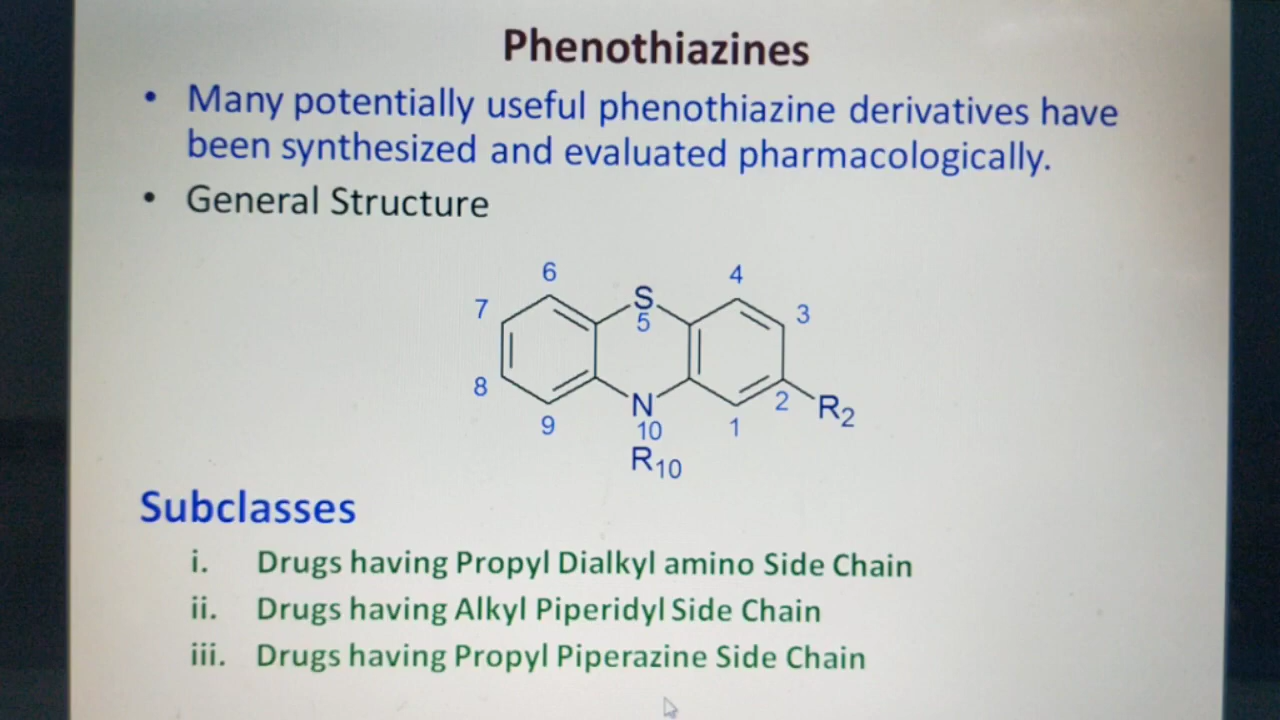 Phenothiazines
• Many potentially useful phenothiazine derivatives have
been synthesized and evaluated pharmacologically.
• General Structure
6
4
7
S
5
3
8
N
2
R2
9
10
1
R10
Subclasses
i. Drugs having Propyl Dialkyl amino Side Chain
ii. Drugs having Alkyl Piperidyl Side Chain
iii. Drugs having Propyl Piperazine Side Chain